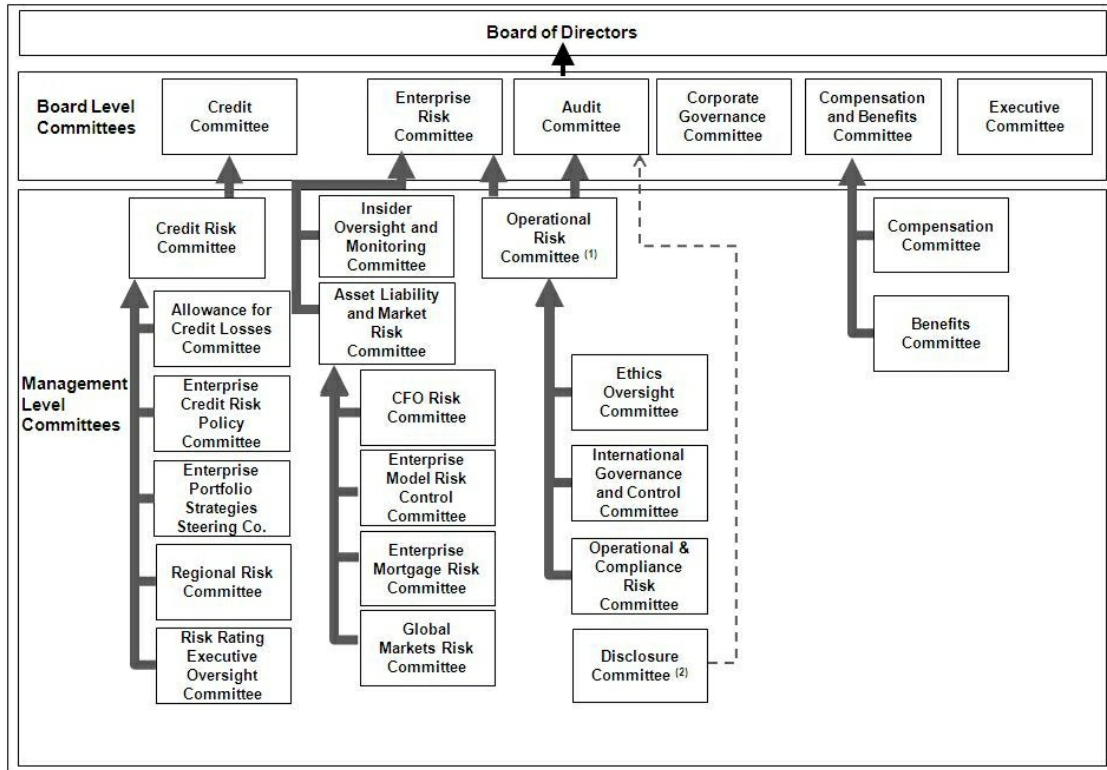 Board of Directors
Board Level
Committees
Credit
Committee
Enterprise
Risk
Committee
Audit
Committee
Corporate
Governance
Committee
Compensation
and Benefits
Committee
Executive
Committee
Management
Level
Committees
Credit Risk
Committee
Allowance for
Credit Losses
Committee
Enterprise
Credit Risk
Policy
Committee
Enterprise
Portfolio
Strategies
Steering Co.
Regional Risk
Committee
Risk Rating
Executive
Oversight
Committee
Insider
Oversight and
Monitoring
Committee
Asset Liability
and Market
Risk
Committee
CFO Risk
Committee
Enterprise
Model Risk
Control
Committee
Enterprise
Mortgage Risk
Committee
Global
Markets Risk
Committee
Operational
Risk
Committee (1)
Ethics
Oversight
Committee
International
Governance
and Control
Committee
Operational &
Compliance
Risk
Committee
Disclosure
Committee (2)
Compensation
Committee
Benefits
Committee